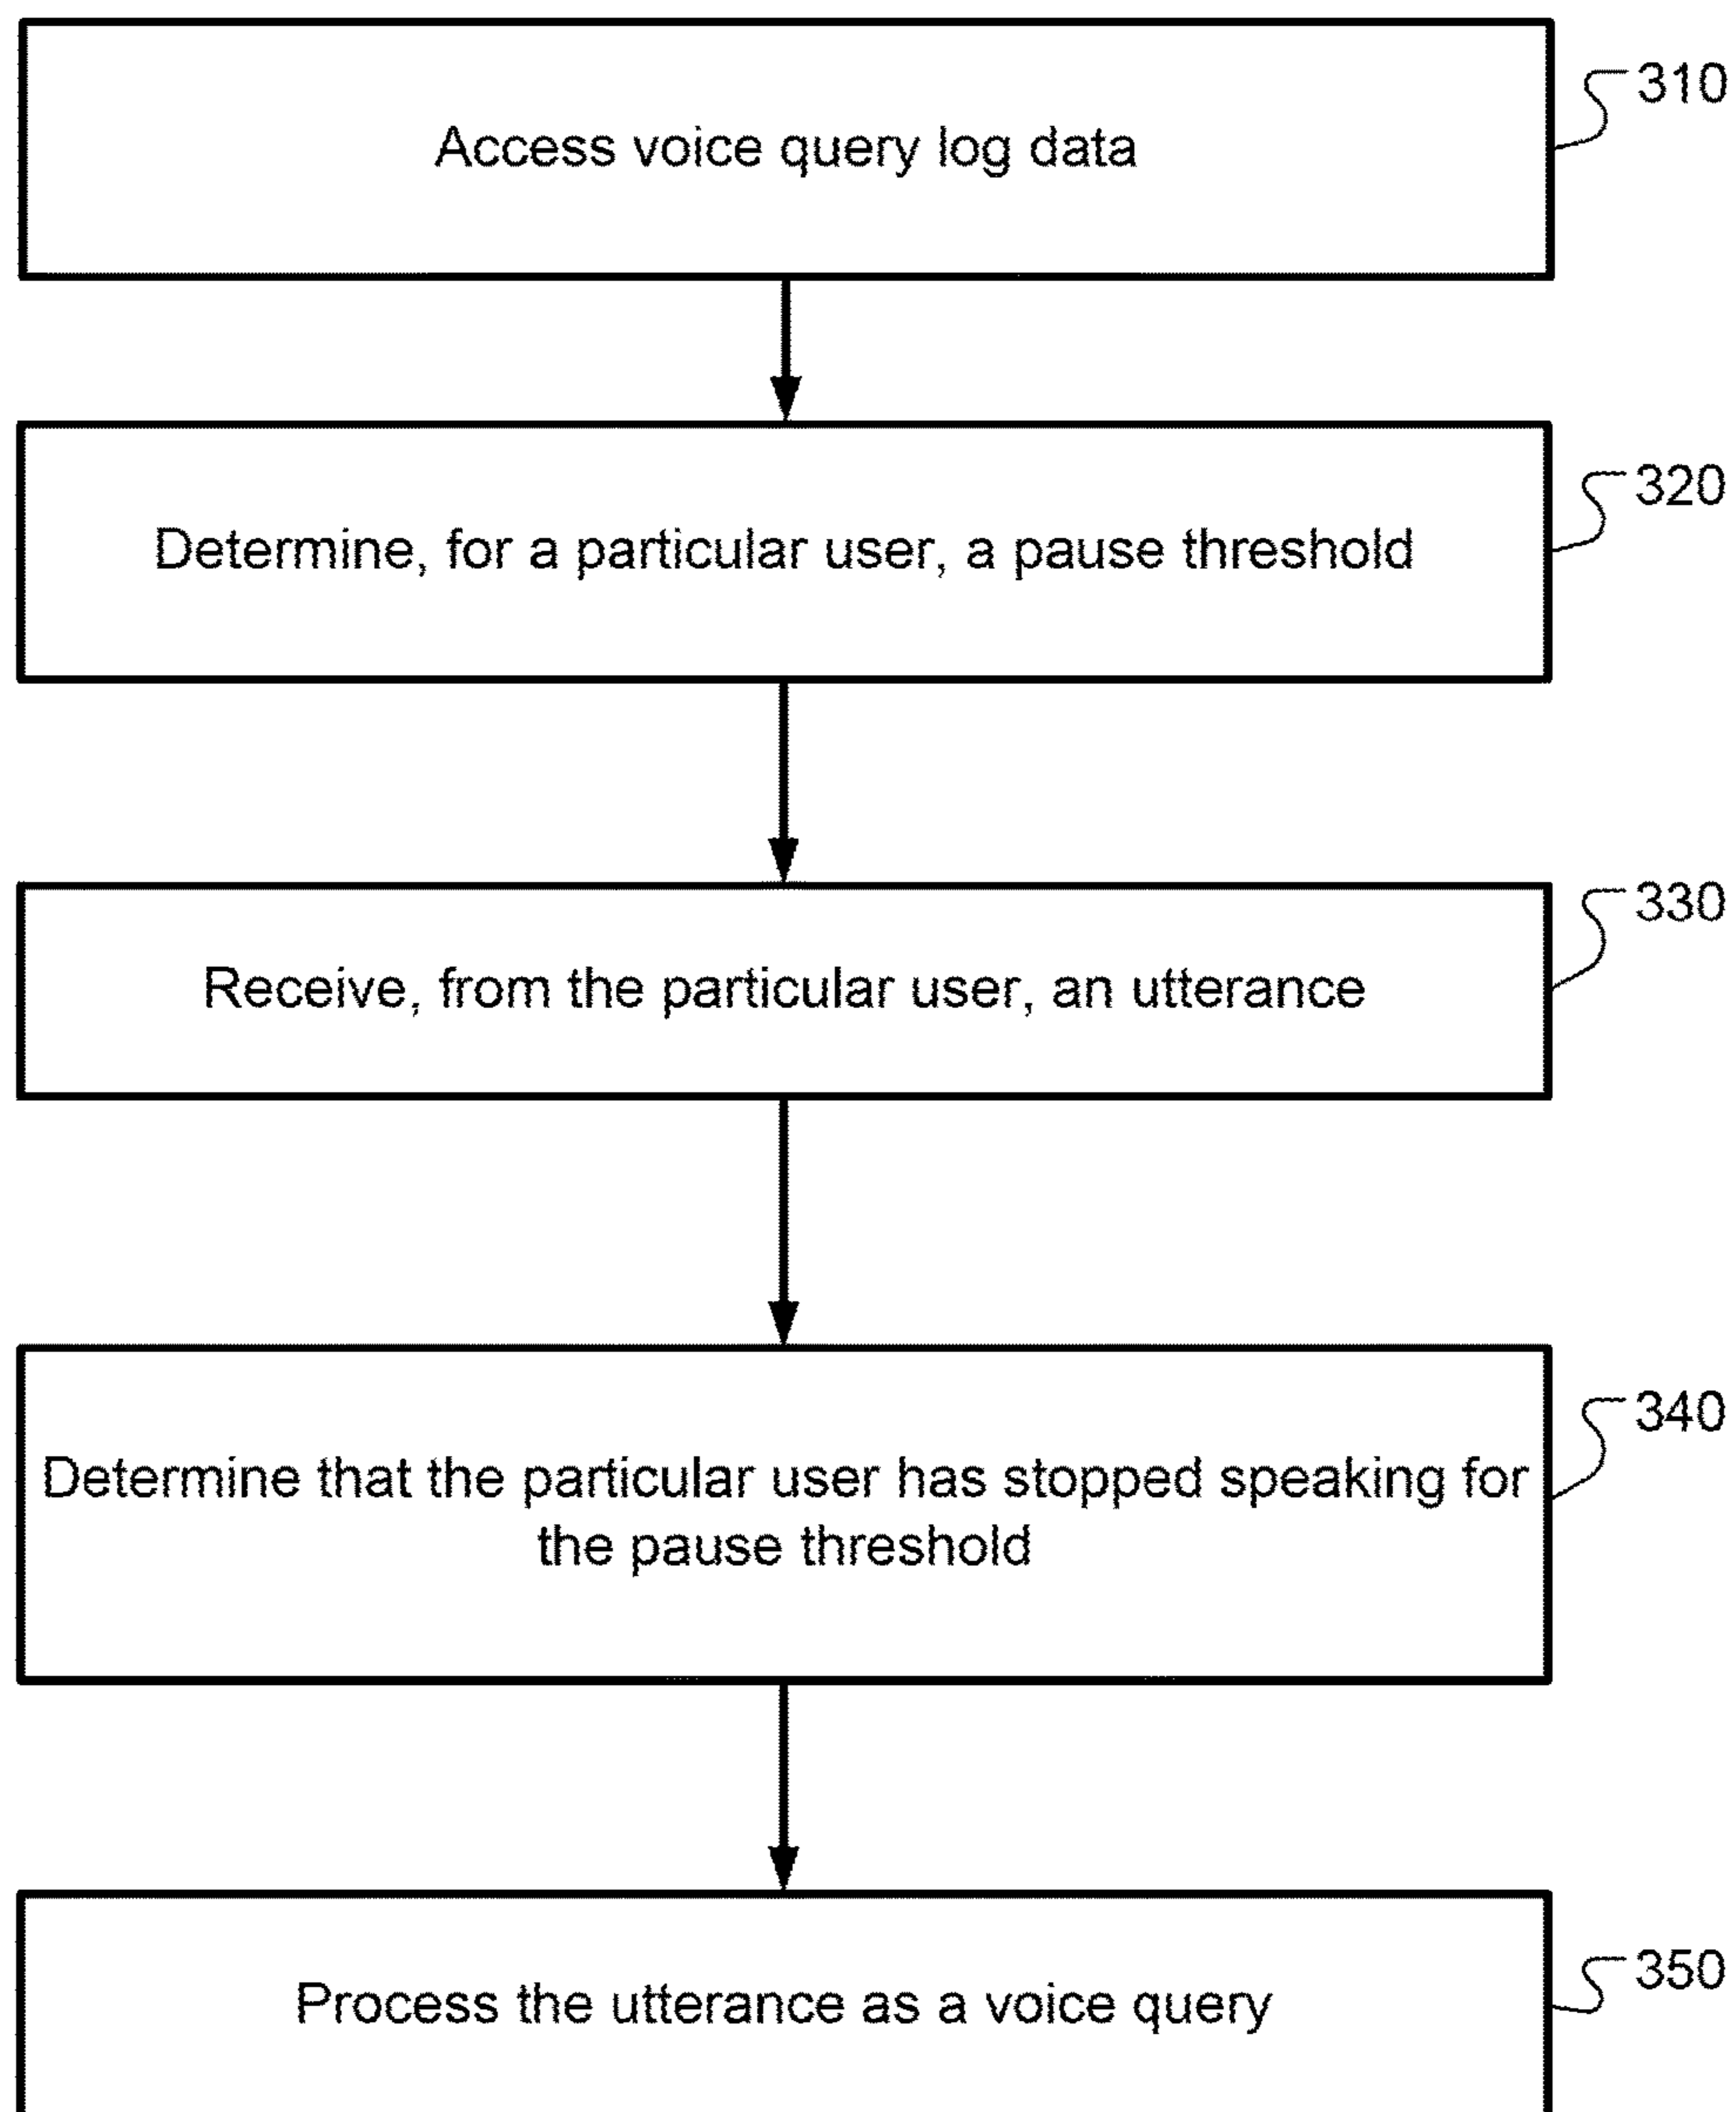 Access voice query log data
310
Determine, for a particular user, a pause threshold
320
Receive, from the particular user, an utterance
330
Determine that the particular user has stopped speaking for
the pause threshold
340
Process the utterance as a voice query
350